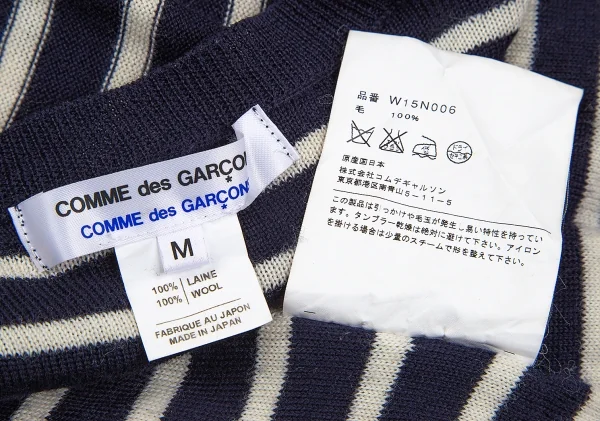 COMME des GARÇON
COMME des GARÇON
M
100% LAINE
100% WOOL
FABRIQUE AU JAPON
MADE IN JAPAN
品番 W15N006
毛 100%
原産国日本
株式会社コムデギャルソン
東京都港区南青山5-11-5
この製品は引っかけや毛玉が発生し易い特性を持ってい
ます。タンブラー乾燥は絶対に避けて下さい。アイロン
を掛ける場合は少量のスチームで形を整えて下さい。